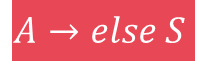 A → else S